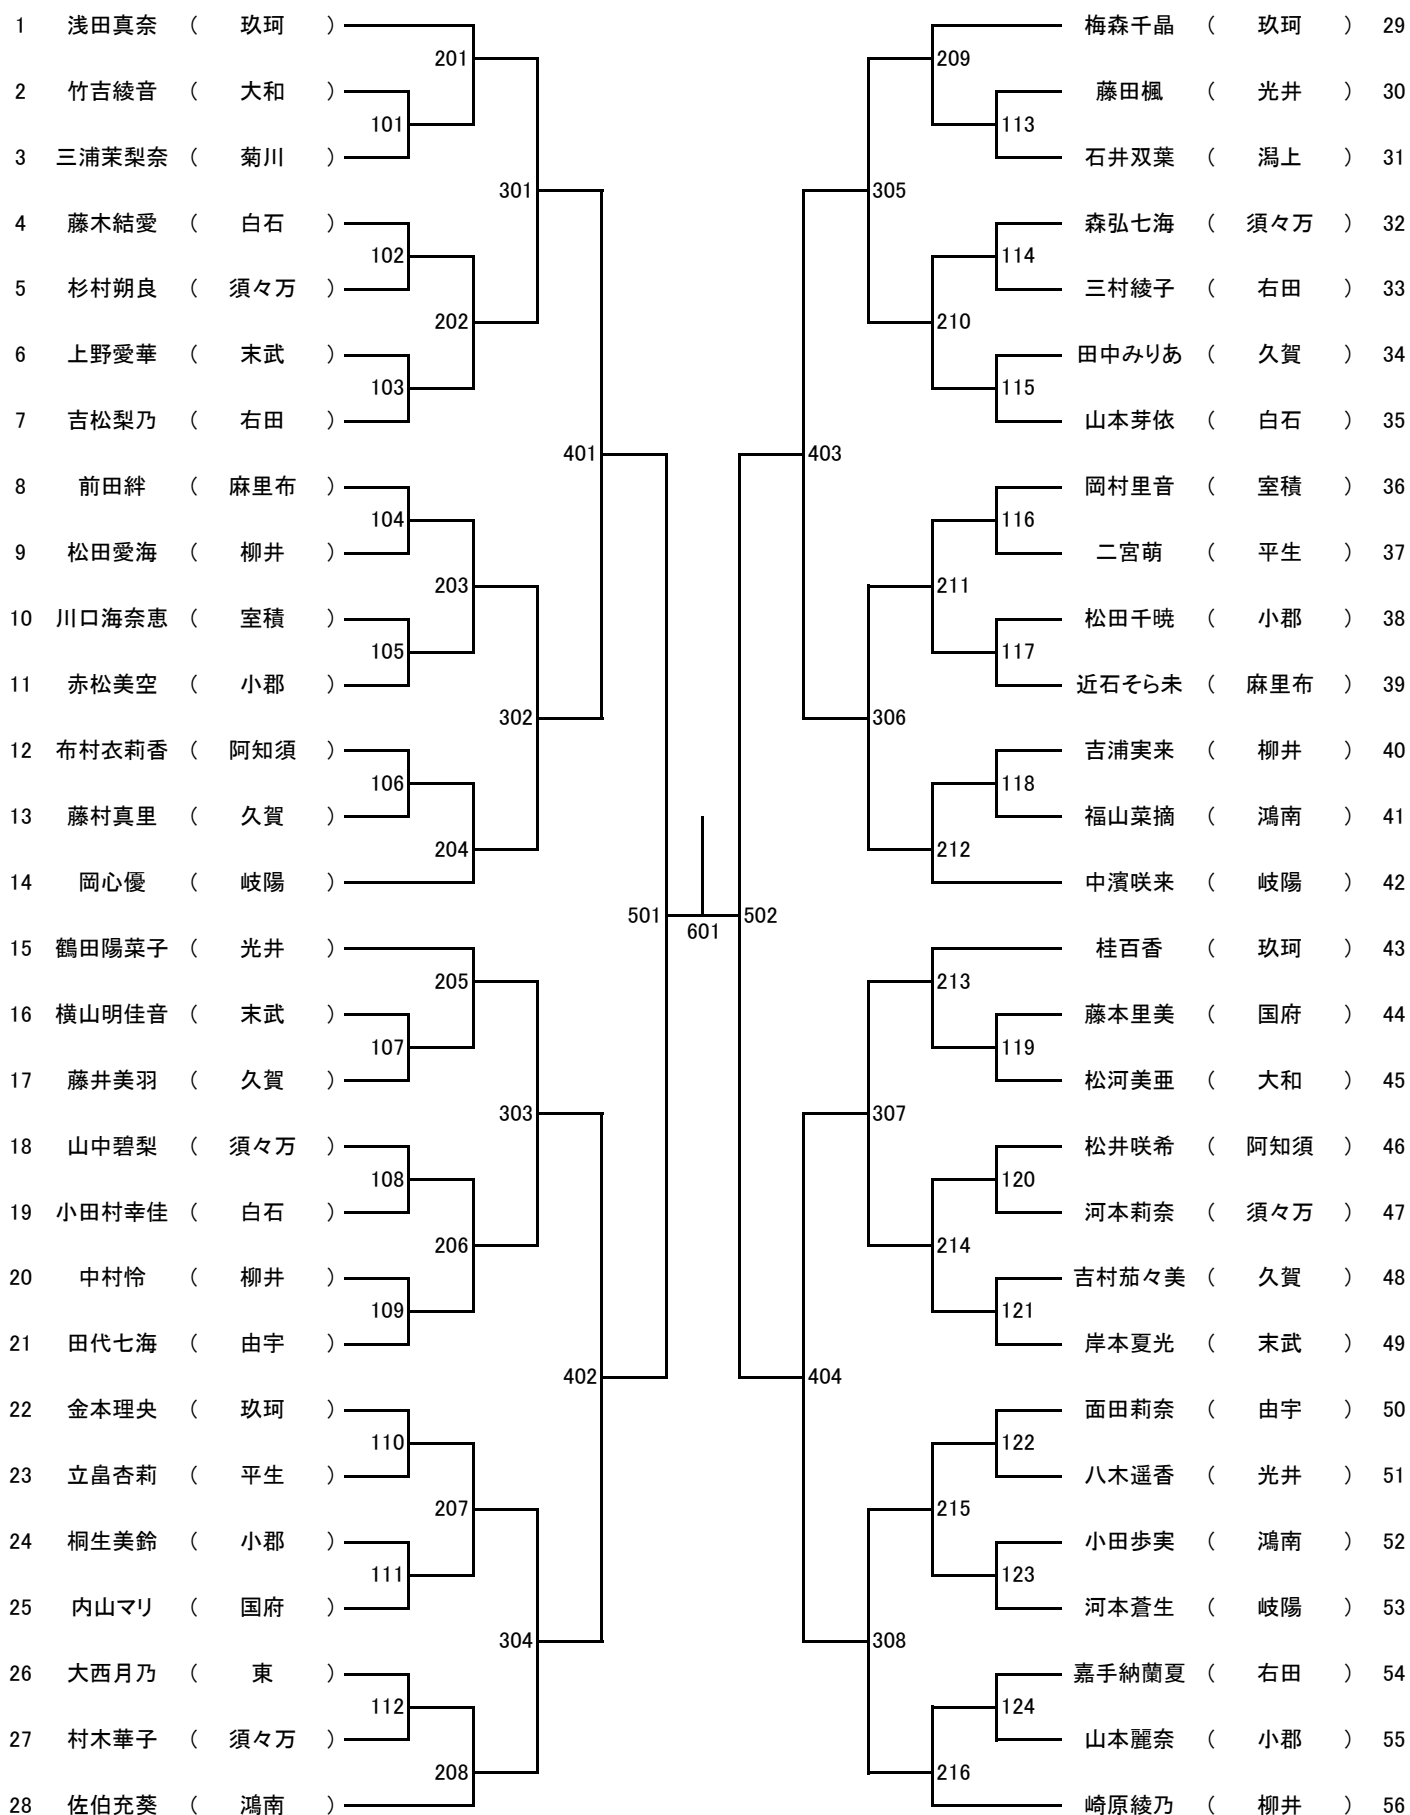 1 浅田真奈 ( 玖珂 )
201
2 竹吉綾音 ( 大和 )
101
3 三浦茉梨奈 ( 菊川 )
301
4 藤木結愛 ( 白石 )
102
5 杉村朔良 ( 須々万 )
202
6 上野愛華 ( 末武 )
103
7 吉松梨乃 ( 右田 )
401
8 前田絆 ( 麻里布 )
104
9 松田愛海 ( 柳井 )
203
10 川口海奈恵 ( 室積 )
105
11 赤松美空 ( 小郡 )
302
12 布村衣莉香 ( 阿知須 )
106
13 藤村真里 ( 久賀 )
204
14 岡心優 ( 岐陽 )
501
15 鶴田陽菜子 ( 光井 )
205
16 横山明佳音 ( 末武 )
107
17 藤井美羽 ( 久賀 )
303
18 山中碧梨 ( 須々万 )
108
19 小田村幸佳 ( 白石 )
206
20 中村怜 ( 柳井 )
109
21 田代七海 ( 由宇 )
402
22 金本理央 ( 玖珂 )
110
23 立畠杏莉 ( 平生 )
207
24 桐生美鈴 ( 小郡 )
111
25 内山マリ ( 国府 )
304
26 大西月乃 ( 東 )
112
27 村木華子 ( 須々万 )
208
28 佐伯充葵 ( 鴻南 )
601
梅森千晶 ( 玖珂 ) 29
209
藤田楓 ( 光井 ) 30
113
石井双葉 ( 潟上 ) 31
305
森弘七海 ( 須々万 ) 32
114
三村綾子 ( 右田 ) 33
210
田中みりあ ( 久賀 ) 34
115
山本芽依 ( 白石 ) 35
403
岡村里音 ( 室積 ) 36
116
二宮萌 ( 平生 ) 37
211
松田千暁 ( 小郡 ) 38
117
近石そら未 ( 麻里布 ) 39
306
吉浦実来 ( 柳井 ) 40
118
福山菜摘 ( 鴻南 ) 41
212
中濱咲来 ( 岐陽 ) 42
502
桂百香 ( 玖珂 ) 43
213
藤本里美 ( 国府 ) 44
119
松河美亜 ( 大和 ) 45
307
松井咲希 ( 阿知須 ) 46
120
河本莉奈 ( 須々万 ) 47
214
吉村茄々美 ( 久賀 ) 48
121
岸本夏光 ( 末武 ) 49
404
面田莉奈 ( 由宇 ) 50
122
八木遥香 ( 光井 ) 51
215
小田歩実 ( 鴻南 ) 52
123
河本蒼生 ( 岐陽 ) 53
308
嘉手納蘭夏 ( 右田 ) 54
124
山本麗奈 ( 小郡 ) 55
216
崎原綾乃 ( 柳井 ) 56